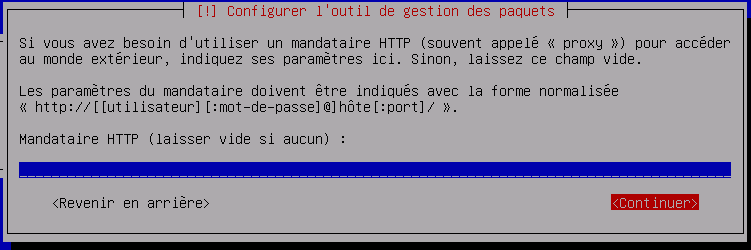 [!] Configurer l'outil de gestion des paquets
Si vous avez besoin d'utiliser un mandataire HTTP (souvent appelé « proxy ») pour accéder
au monde extérieur, indiquez ses paramètres ici. Sinon, laissez ce champ vide.
Les paramètres du mandataire doivent être indiqués avec la forme normalisée
« http://[[utilisateur][:mot-de-passe]@]hôte[:port]/ ».
Mandataire HTTP (laisser vide si aucun) :
<Revenir en arrière> <Continuer>